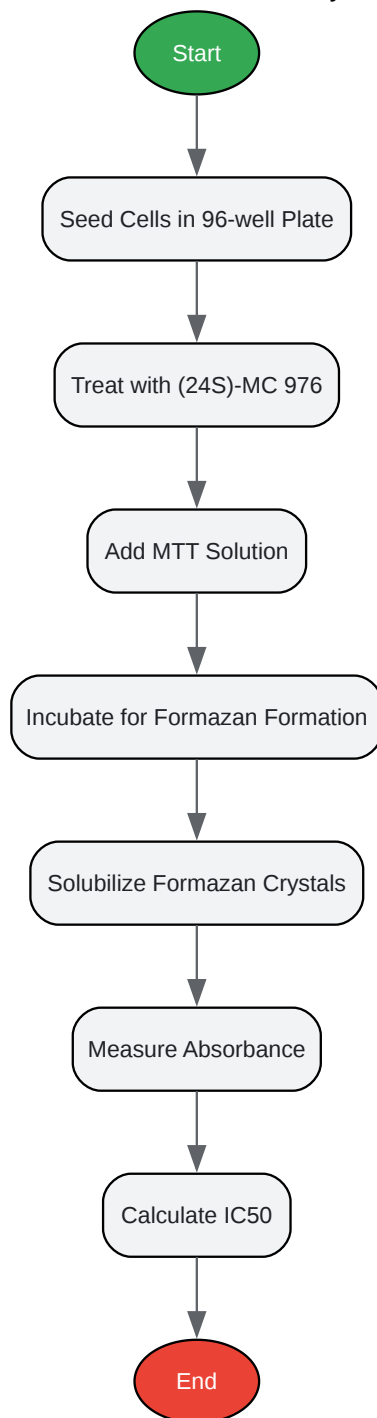 Start
Seed Cells in 96-well Plate
Treat with (24S)-MC 976
Add MTT Solution
Incubate for Formazan Formation
Solubilize Formazan Crystals
Measure Absorbance
Calculate IC50
End